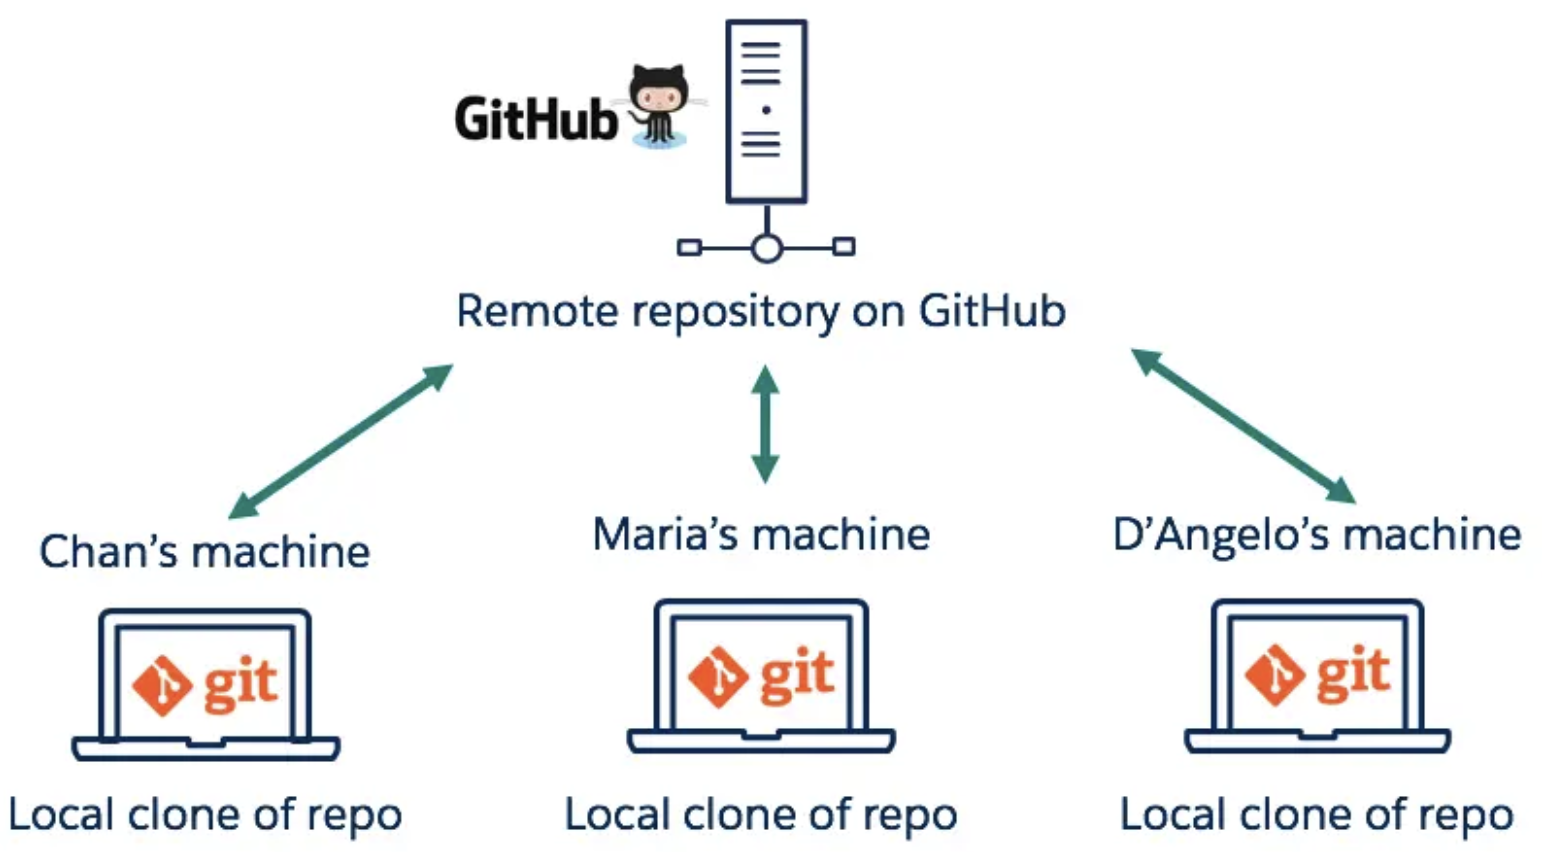 GitHub
Remote repository on GitHub
Chan’s machine
Maria’s machine
D’Angelo’s machine
git
git
git
Local clone of repo
Local clone of repo
Local clone of repo